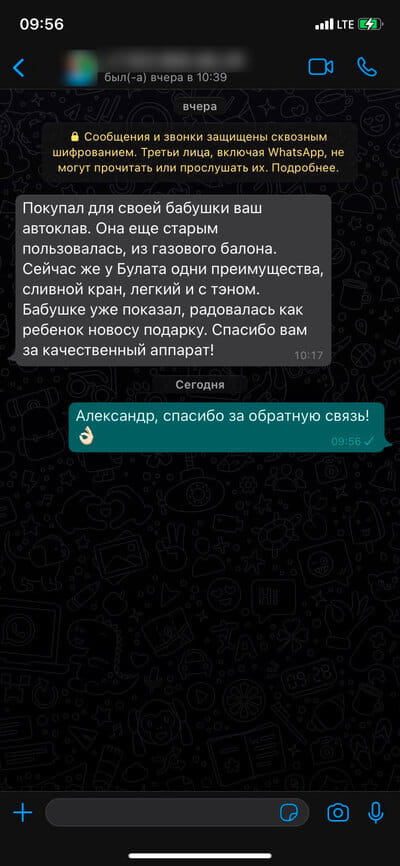 09:56
LTE
был(-а) вчера в 10:39
вчера
Сообщения и звонки защищены сквозным
шифрованием. Третьи лица, включая WhatsApp, не
могут прочитать или прослушать их. Подробнее.
Покупал для своей бабушки ваш
автоклав. Она еще старым
пользовалась, из газового балона.
Сейчас же у Булата одни преимущества,
сливной кран, легкий и с тэном.
Бабушке уже показал, радовалась как
ребенок новосу подарку. Спасибо вам
за качественный аппарат!
10:17
Сегодня
Александр, спасибо за обратную связь!
👌🏻
09:56